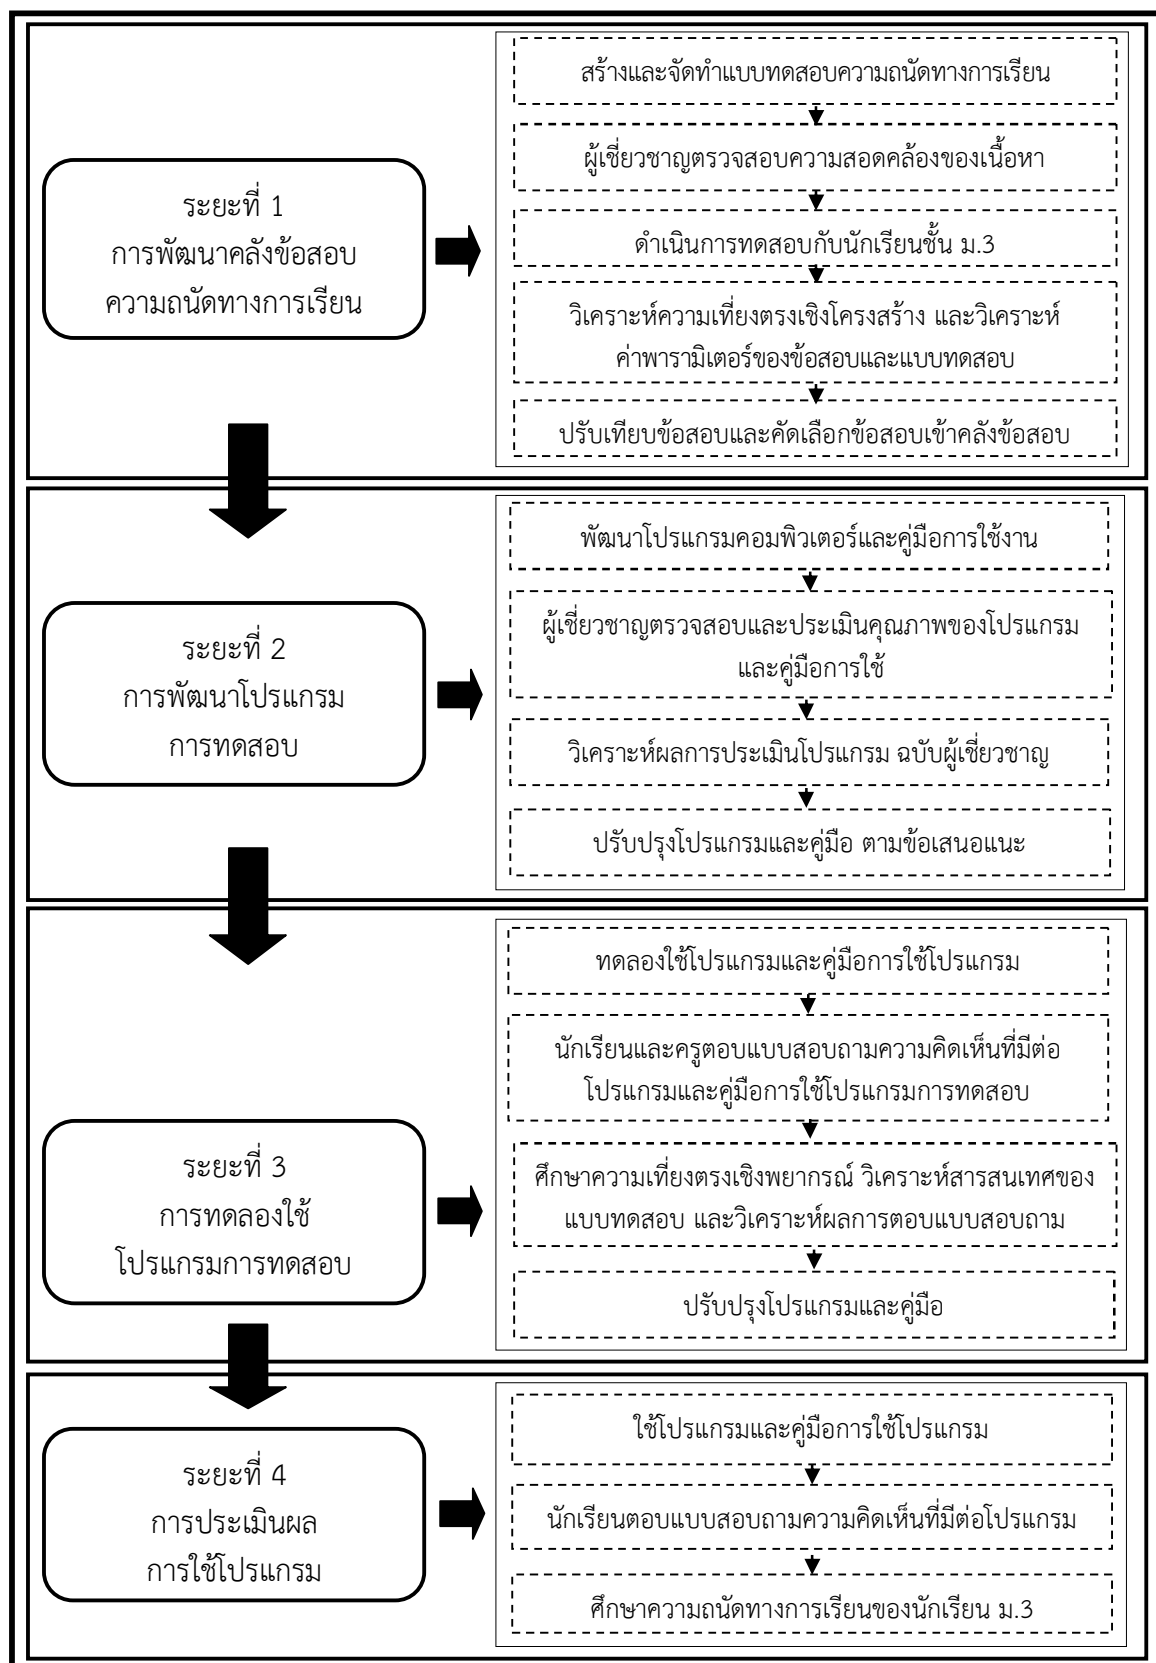 ระยะที่ 1
การพัฒนาคลังข้อสอบ
ความถนัดทางการเรียน
สร้างและจัดทำแบบทดสอบความถนัดทางการเรียน
ผู้เชี่ยวชาญตรวจสอบความสอดคล้องของเนื้อหา
ดำเนินการทดสอบกับนักเรียนชั้น ม.3
วิเคราะห์ความเที่ยงตรงเชิงโครงสร้าง และวิเคราะห์
ค่าพารามิเตอร์ของข้อสอบและแบบทดสอบ
ปรับเทียบข้อสอบและคัดเลือกข้อสอบเข้าคลังข้อสอบ
ระยะที่ 2
การพัฒนาโปรแกรม
การทดสอบ
พัฒนาโปรแกรมคอมพิวเตอร์และคู่มือการใช้งาน
ผู้เชี่ยวชาญตรวจสอบและประเมินคุณภาพของโปรแกรม
และคู่มือการใช้
วิเคราะห์ผลการประเมินโปรแกรม ฉบับผู้เชี่ยวชาญ
ปรับปรุงโปรแกรมและคู่มือ ตามข้อเสนอแนะ
ระยะที่ 3
การทดลองใช้
โปรแกรมการทดสอบ
ทดลองใช้โปรแกรมและคู่มือการใช้โปรแกรม
นักเรียนและครูตอบแบบสอบถามความคิดเห็นที่มีต่อ
โปรแกรมและคู่มือการใช้โปรแกรมการทดสอบ
ศึกษาความเที่ยงตรงเชิงพยากรณ์ วิเคราะห์สารสนเทศของ
แบบทดสอบ และวิเคราะห์ผลการตอบแบบสอบถาม
ปรับปรุงโปรแกรมและคู่มือ
ระยะที่ 4
การประเมินผล
การใช้โปรแกรม
ใช้โปรแกรมและคู่มือการใช้โปรแกรม
นักเรียนตอบแบบสอบถามความคิดเห็นที่มีต่อโปรแกรม
ศึกษาความถนัดทางการเรียนของนักเรียน ม.3